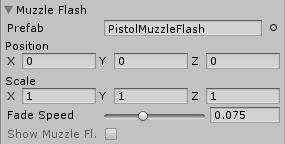 Muzzle Flash
Prefab PistolMuzzleFlash
Position
X 0 Y 0 Z 0
Scale
X 1 Y 1 Z 1
Fade Speed 0.075
Show Muzzle Fl.